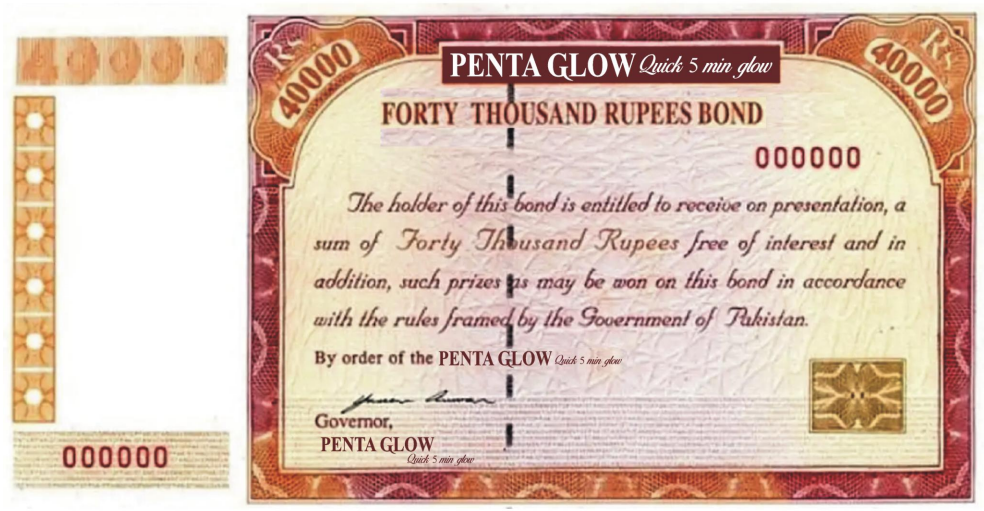 40000
Rs.
40000
Rs.
40000
PENTA GLOW Quick 5 min glow
FORTY THOUSAND RUPEES BOND
000000
The holder of this bond is entitled to receive on presentation, a
sum of Forty Thousand Rupees free of interest and in
addition, such prizes as may be won on this bond in accordance
with the rules framed by the Government of Pakistan.
By order of the PENTA GLOW Quick 5 min glow
Governor,
PENTA GLOW
Quick 5 min glow
000000